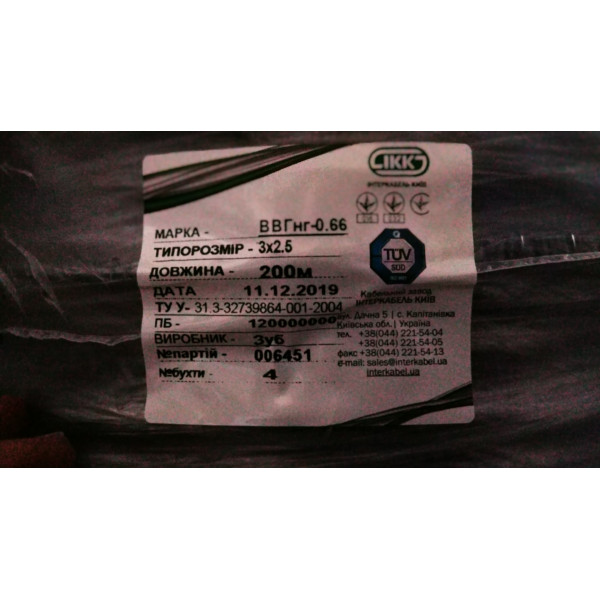 ІККЗ
ІНТЕРКАБЕЛЬ КИЇВ
МАРКА - ВВГнг-0.66
ТИПОРОЗМІР - 3х2.5
ДОВЖИНА - 200м
ДАТА 11.12.2019
ТУ У- 31.3-32739864-001-2004
ПБ - 120000000
ВИРОБНИК - Зуб
№партій - 006451
№бухти - 4
TÜV
SÜD
Кабельний завод
ІНТЕРКАБЕЛЬ КИЇВ
вул. Дачна 5 | с. Капітанівка
Київська обл. | Україна
тел. +38(044) 221-54-04
+38(044) 221-54-05
факс +38(044) 221-54-13
e-mail: sales@interkabel.ua
interkabel.ua